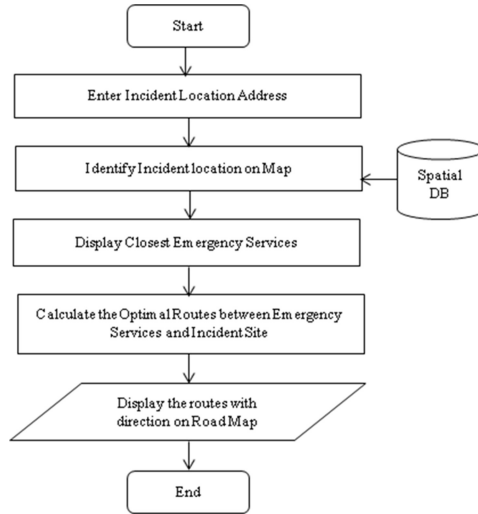 Start
Enter Incident Location Address
Identify Incident location on Map
Spatial
DB
Display Closest Emergency Services
Calculate the Optimal Routes between Emergency
Services and Incident Site
Display the routes with
direction on Road Map
End